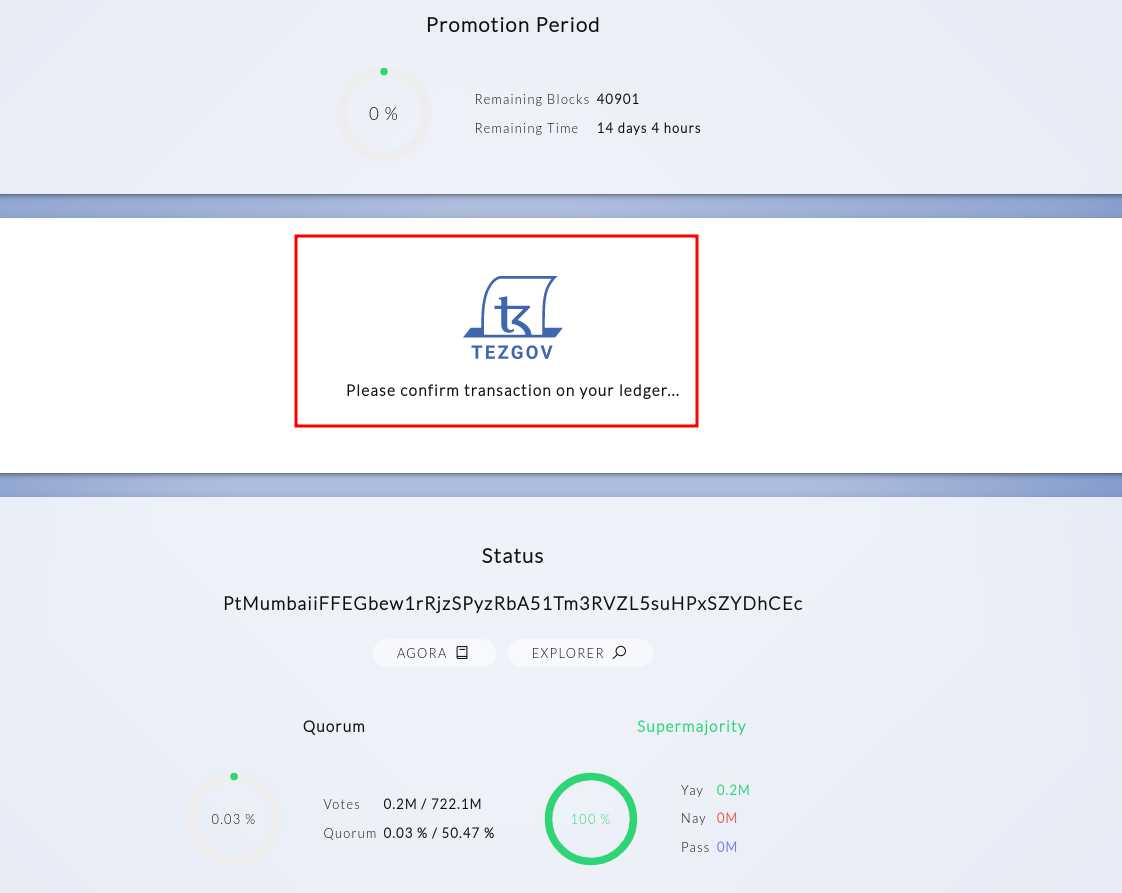 Promotion Period
0 %
Remaining Blocks 40901
Remaining Time 14 days 4 hours
TEZGOV
Please confirm transaction on your ledger...
Status
PtMumbaiiFFEGbew1rRjzSPyzRbA51Tm3RVZL5suHPxSZYDhCEc
AGORA EXPLORER
Quorum
0.03 %
Votes 0.2M / 722.1M
Quorum 0.03 % / 50.47 %
Supermajority
100 %
Yay 0.2M
Nay 0M
Pass 0M